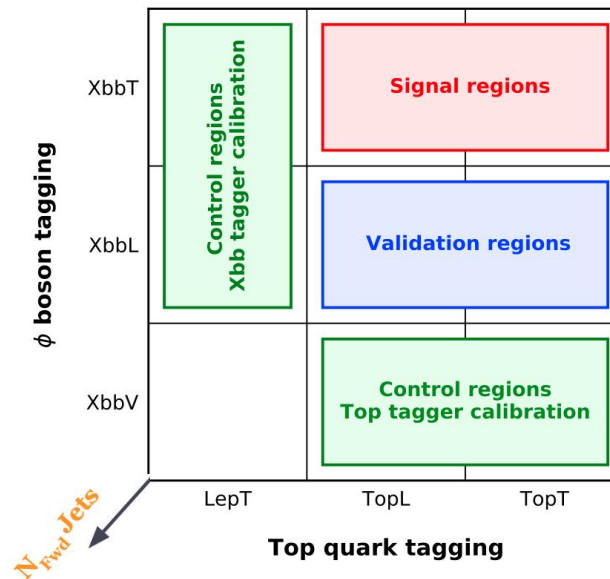 XbbT
Signal regions
Control regions
Xbb tagger calibration
ϕ boson tagging
XbbL
Validation regions
XbbV
Control regions
Top tagger calibration
LepT
TopL
TopT
N_Fwd Jets
Top quark tagging